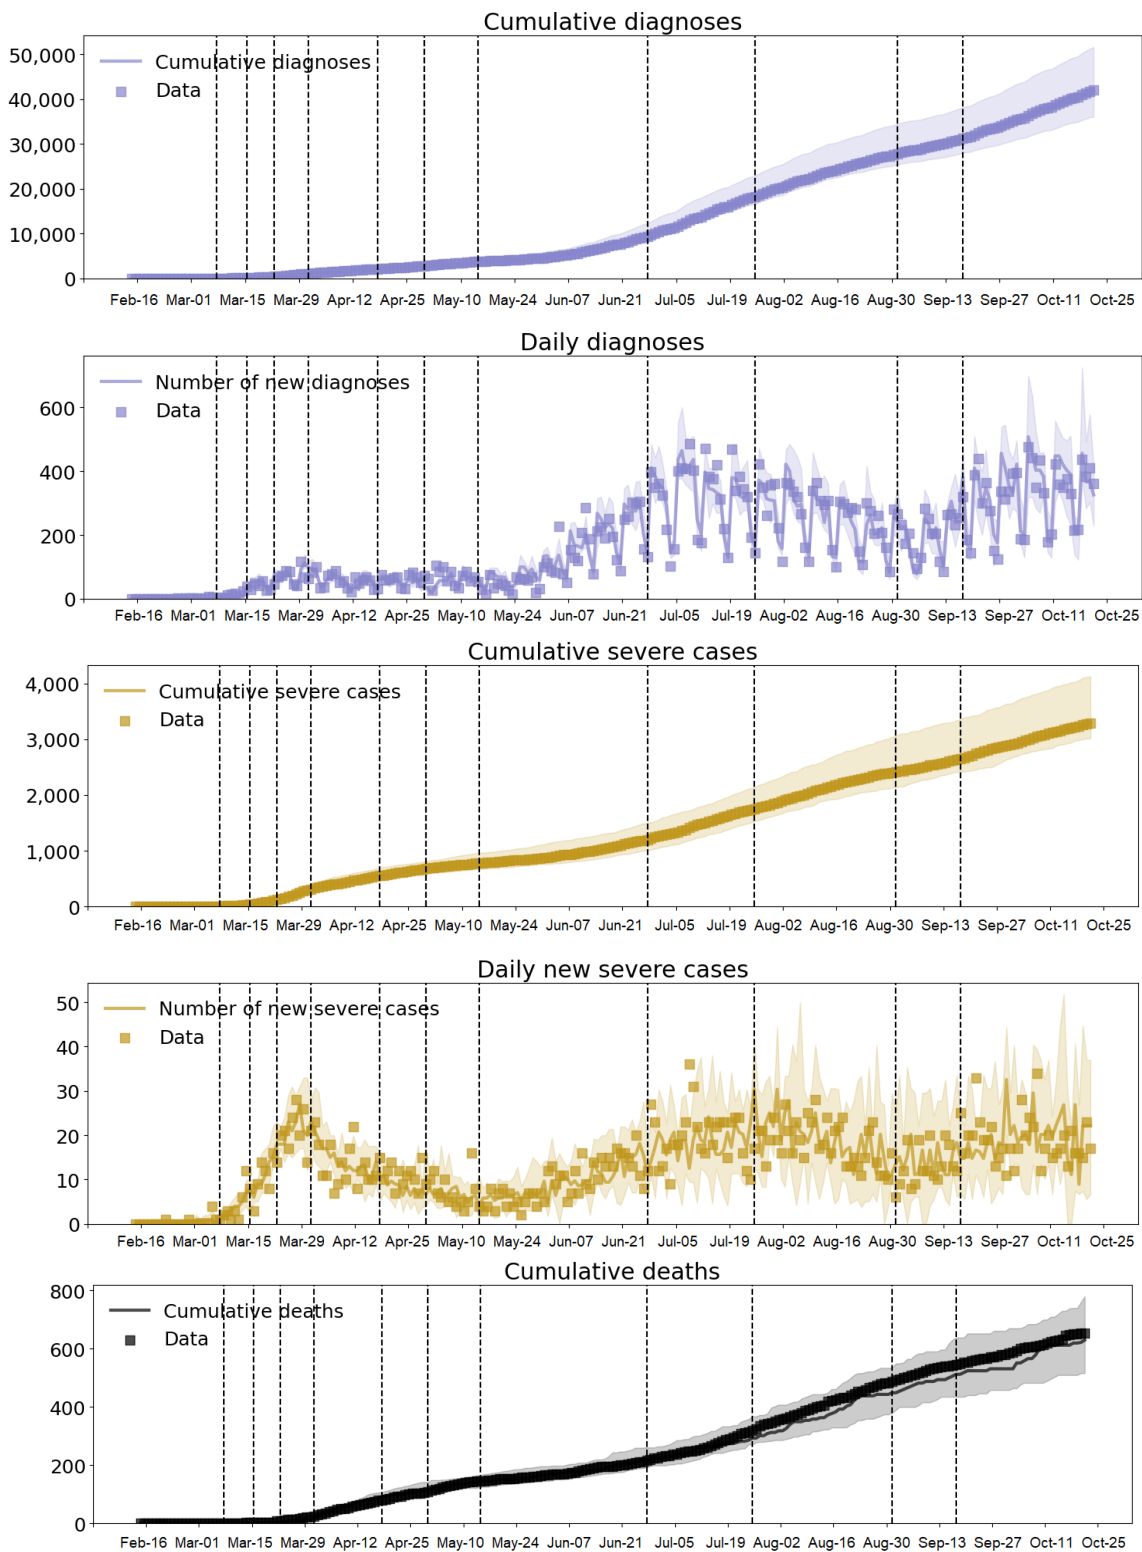 Cumulative diagnoses
Cumulative diagnoses
Data
50,000
40,000
30,000
20,000
10,000
0
Feb-16 Mar-01 Mar-15 Mar-29 Apr-12 Apr-25 May-10 May-24 Jun-07 Jun-21 Jul-05 Jul-19 Aug-02 Aug-16 Aug-30 Sep-13 Sep-27 Oct-11 Oct-25
Daily diagnoses
Number of new diagnoses
Data
600
400
200
0
Feb-16 Mar-01 Mar-15 Mar-29 Apr-12 Apr-25 May-10 May-24 Jun-07 Jun-21 Jul-05 Jul-19 Aug-02 Aug-16 Aug-30 Sep-13 Sep-27 Oct-11 Oct-25
Cumulative severe cases
Cumulative severe cases
Data
4,000
3,000
2,000
1,000
0
Feb-16 Mar-01 Mar-15 Mar-29 Apr-12 Apr-25 May-10 May-24 Jun-07 Jun-21 Jul-05 Jul-19 Aug-02 Aug-16 Aug-30 Sep-13 Sep-27 Oct-11 Oct-25
Daily new severe cases
Number of new severe cases
Data
50
40
30
20
10
0
Feb-16 Mar-01 Mar-15 Mar-29 Apr-12 Apr-25 May-10 May-24 Jun-07 Jun-21 Jul-05 Jul-19 Aug-02 Aug-16 Aug-30 Sep-13 Sep-27 Oct-11 Oct-25
Cumulative deaths
Cumulative deaths
Data
800
600
400
200
0
Feb-16 Mar-01 Mar-15 Mar-29 Apr-12 Apr-25 May-10 May-24 Jun-07 Jun-21 Jul-05 Jul-19 Aug-02 Aug-16 Aug-30 Sep-13 Sep-27 Oct-11 Oct-25